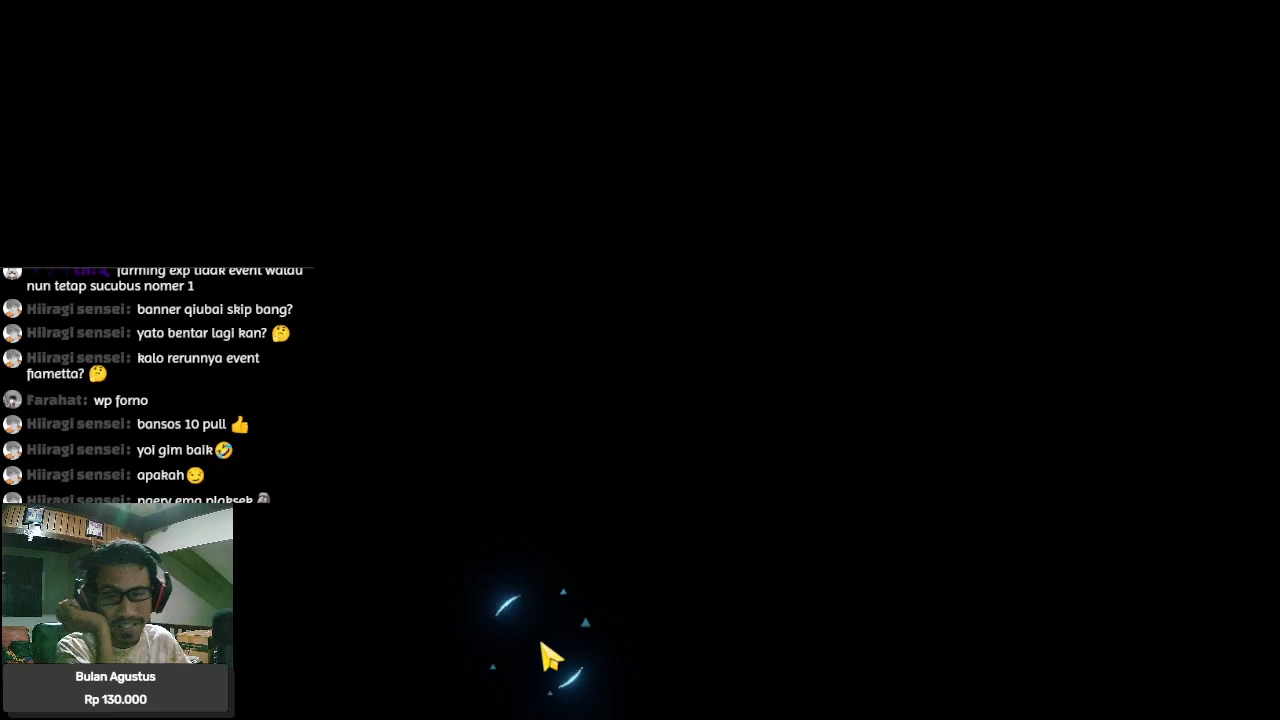 farming exp tidak event walau
nun tetap sucubus nomer 1
Hiiragi sensei: banner qiubai skip bang?
Hiiragi sensei: yato bentar lagi kan? 🤔
Hiiragi sensei: kalo rerunnya event
fiametta? 🤔
Farahat: wp forno
Hiiragi sensei: bansos 10 pull 👍
Hiiragi sensei: yoi gim baik🤣
Hiiragi sensei: apakah😏
Hiiragi sensei:
Bulan Agustus
Rp 130.000